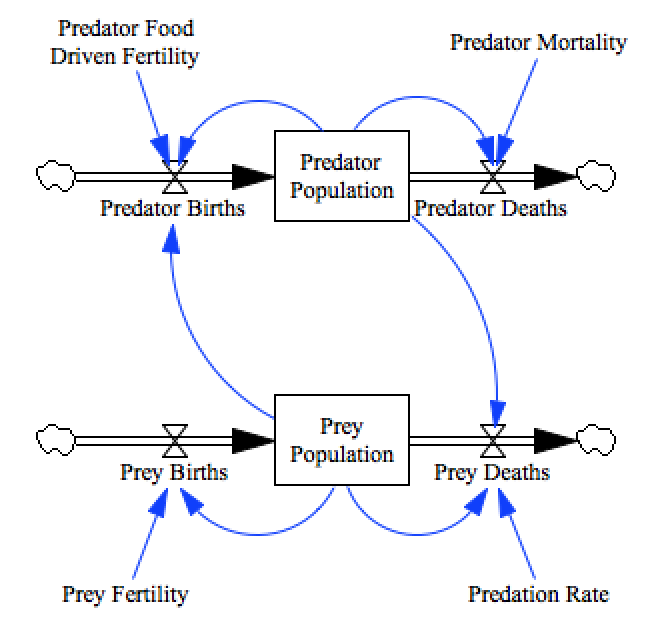 Predator Food
Driven Fertility
Predator Mortality
Predator
Population
Predator Births
Predator Deaths
Prey
Population
Prey Births
Prey Deaths
Prey Fertility
Predation Rate